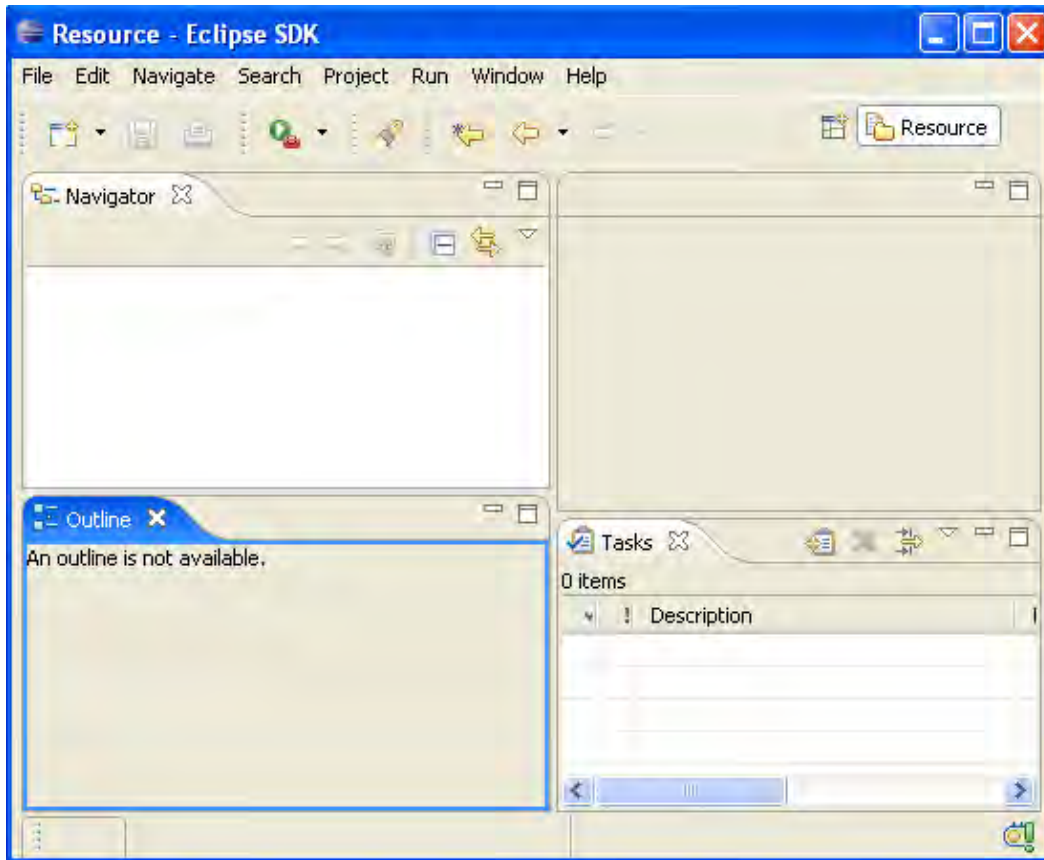 Resource - Eclipse SDK
File Edit Navigate Search Project Run Window Help
Resource
Navigator
Outline
An outline is not available.
Tasks
0 items
! Description